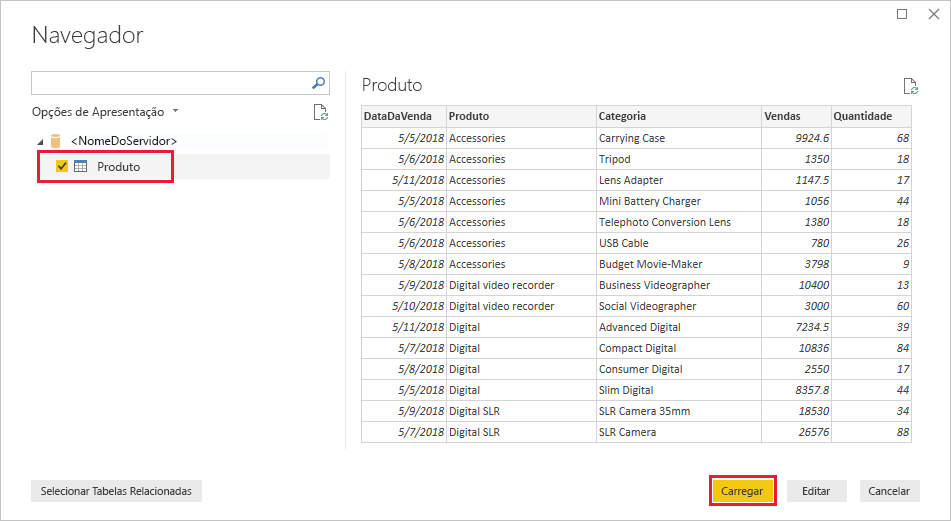 Navegador
Opções de Apresentação
<NomeDoServidor>
Produto
Produto
DataDaVenda Produto Categoria Vendas Quantidade
5/5/2018 Accessories Carrying Case 9924.6 68
5/6/2018 Accessories Tripod 1350 18
5/11/2018 Accessories Lens Adapter 1147.5 17
5/5/2018 Accessories Mini Battery Charger 1056 44
5/6/2018 Accessories Telephoto Conversion Lens 1380 18
5/6/2018 Accessories USB Cable 780 26
5/8/2018 Accessories Budget Movie-Maker 3798 9
5/9/2018 Digital video recorder Business Videographer 10400 13
5/10/2018 Digital video recorder Social Videographer 3000 60
5/11/2018 Digital Advanced Digital 7234.5 39
5/7/2018 Digital Compact Digital 10836 84
5/8/2018 Digital Consumer Digital 2550 17
5/5/2018 Digital Slim Digital 8357.8 44
5/9/2018 Digital SLR SLR Camera 35mm 18530 34
5/7/2018 Digital SLR SLR Camera 26576 88
Selecionar Tabelas Relacionadas
Carregar Editar Cancelar